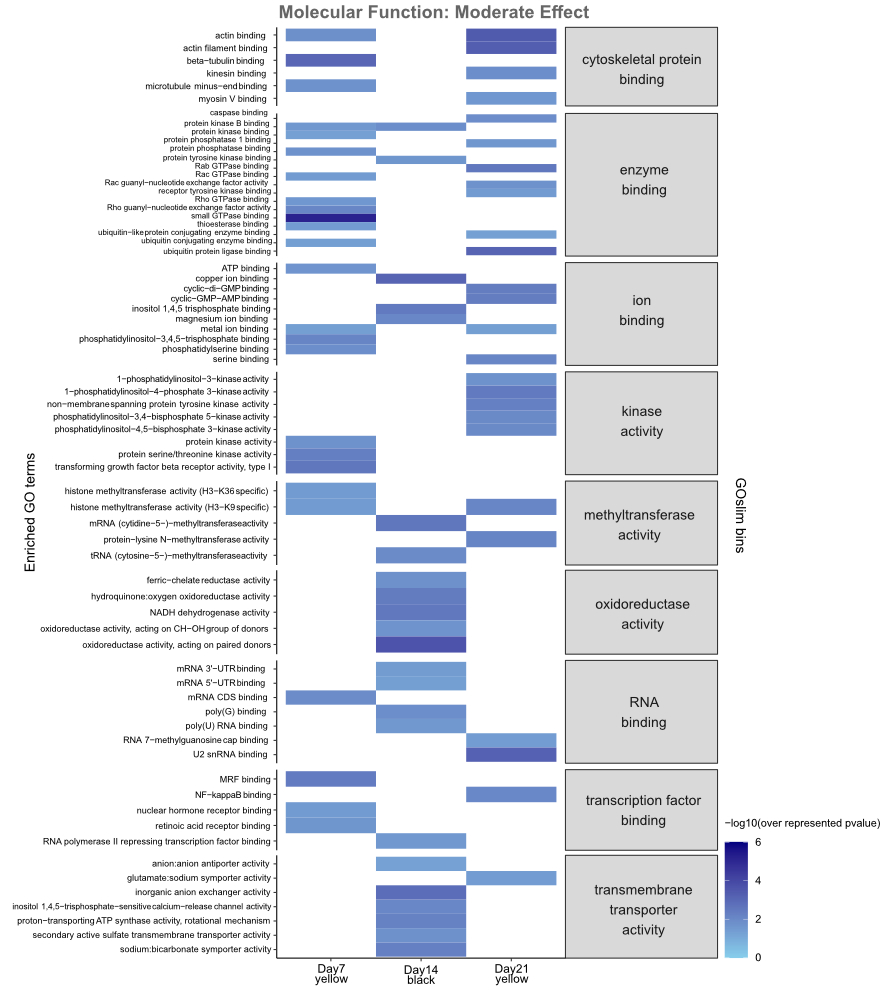 Molecular Function: Moderate Effect
actin binding
actin filament binding
beta−tubulin binding
kinesin binding
microtubule minus−end binding
myosin V binding
cytoskeletal protein
binding
caspase binding
protein kinase B binding
protein kinase binding
protein phosphatase 1 binding
protein phosphatase binding
protein tyrosine kinase binding
Rab GTPase binding
Rac GTPase binding
Rac guanyl−nucleotide exchange factor activity
receptor tyrosine kinase binding
Rho GTPase binding
Rho guanyl−nucleotide exchange factor activity
small GTPase binding
thioesterase binding
ubiquitin−like protein conjugating enzyme binding
ubiquitin conjugating enzyme binding
ubiquitin protein ligase binding
enzyme
binding
ATP binding
copper ion binding
cyclic−di−GMP binding
cyclic−GMP−AMP binding
inositol 1,4,5 trisphosphate binding
magnesium ion binding
metal ion binding
phosphatidylinositol−3,4,5−trisphosphate binding
phosphatidylserine binding
serine binding
ion
binding
1−phosphatidylinositol−3−kinase activity
1−phosphatidylinositol−4−phosphate 3−kinase activity
non−membrane spanning protein tyrosine kinase activity
phosphatidylinositol−3,4−bisphosphate 5−kinase activity
phosphatidylinositol−4,5−bisphosphate 3−kinase activity
protein kinase activity
protein serine/threonine kinase activity
transforming growth factor beta receptor activity, type I
kinase
activity
Enriched GO terms
GOslim bins
histone methyltransferase activity (H3−K36 specific)
histone methyltransferase activity (H3−K9 specific)
mRNA (cytidine−5−)−methyltransferase activity
protein−lysine N−methyltransferase activity
tRNA (cytosine−5−)−methyltransferase activity
methyltransferase
activity
ferric−chelate reductase activity
hydroquinone:oxygen oxidoreductase activity
NADH dehydrogenase activity
oxidoreductase activity, acting on CH−OH group of donors
oxidoreductase activity, acting on paired donors
oxidoreductase
activity
mRNA 3'−UTR binding
mRNA 5'−UTR binding
mRNA CDS binding
poly(G) binding
poly(U) RNA binding
RNA 7−methylguanosine cap binding
U2 snRNA binding
RNA
binding
MRF binding
NF−kappaB binding
nuclear hormone receptor binding
retinoic acid receptor binding
RNA polymerase II repressing transcription factor binding
transcription factor
binding
anion:anion antiporter activity
glutamate:sodium symporter activity
inorganic anion exchanger activity
inositol 1,4,5−trisphosphate−sensitive calcium−release channel activity
proton−transporting ATP synthase activity, rotational mechanism
secondary active sulfate transmembrane transporter activity
sodium:bicarbonate symporter activity
transmembrane
transporter
activity
−log10(over represented pvalue)
6
4
2
0
Day7
yellow
Day14
black
Day21
yellow